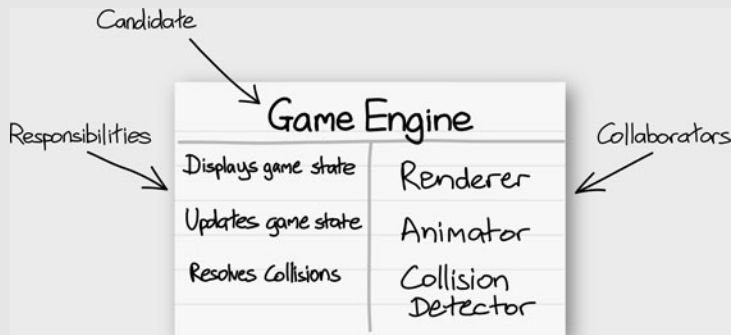 Candidate
Game Engine
Responsibilities
Collaborators
Displays game state
Renderer
Updates game state
Animator
Resolves Collisions
Collision
Detector